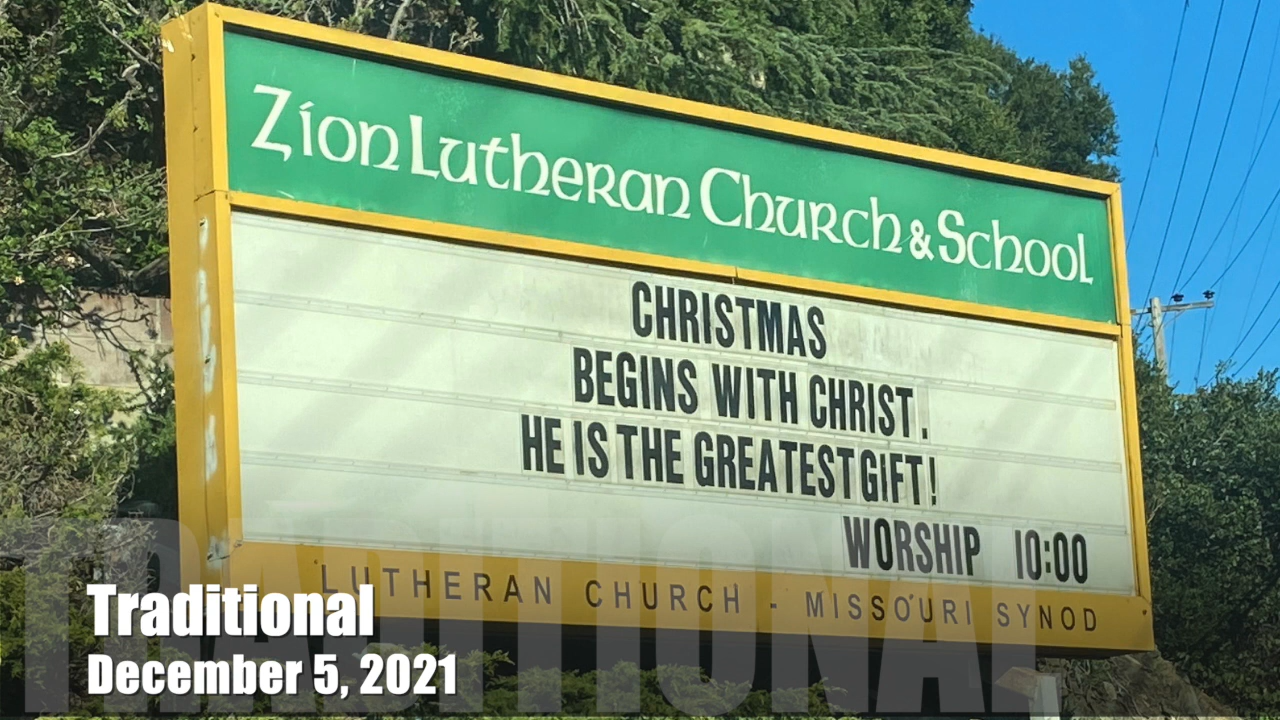 Zion Lutheran Church & School
CHRISTMAS
BEGINS WITH CHRIST.
HE IS THE GREATEST GIFT!
WORSHIP 10:00
LUTHERAN CHURCH - MISSOURI SYNOD
TRADITIONAL
Traditional
December 5, 2021